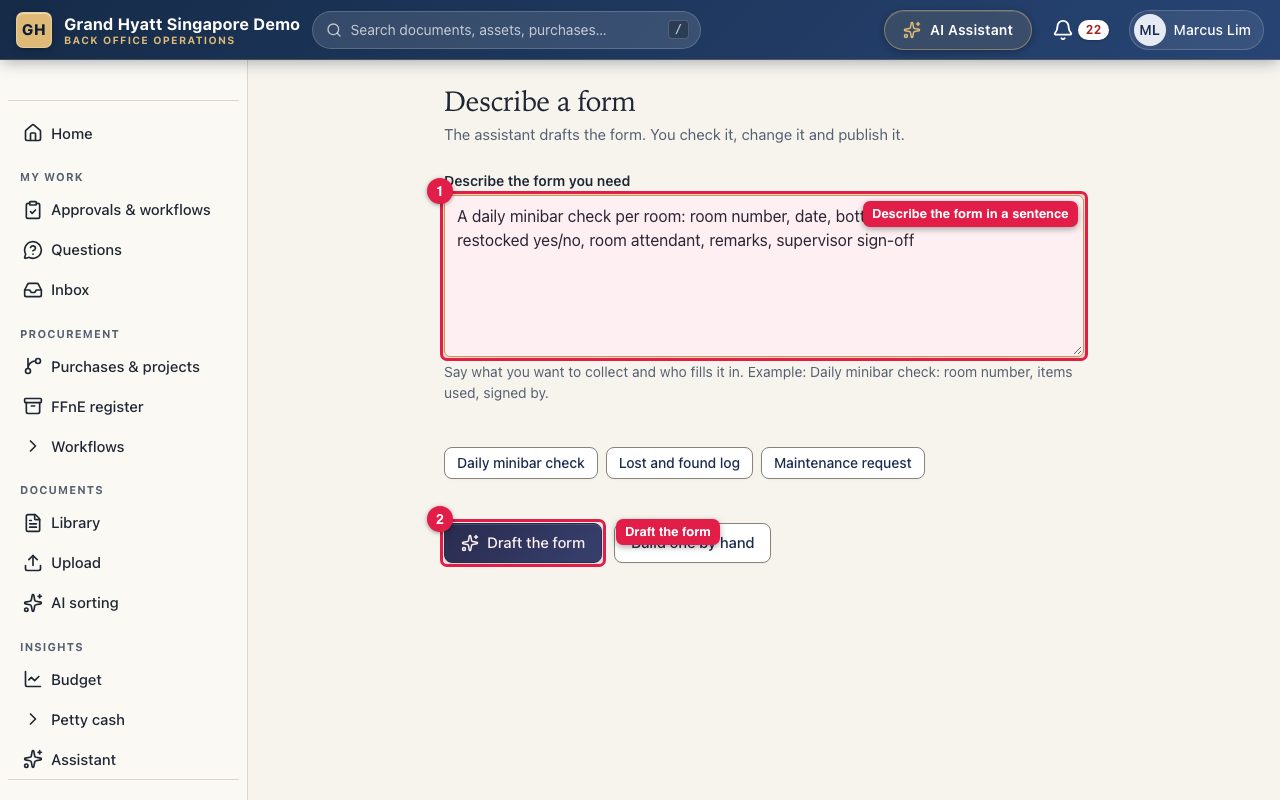 GH
Grand Hyatt Singapore Demo
BACK OFFICE OPERATIONS
Search documents, assets, purchases...
/
AI Assistant
22
ML
Marcus Lim
Home
MY WORK
Approvals & workflows
Questions
Inbox
PROCUREMENT
Purchases & projects
FFnE register
Workflows
DOCUMENTS
Library
Upload
AI sorting
INSIGHTS
Budget
Petty cash
Assistant
Describe a form
The assistant drafts the form. You check it, change it and publish it.
Describe the form you need
1
A daily minibar check per room: room number, date,
Describe the form in a sentence
restocked yes/no, room attendant, remarks, supervisor sign-off
Say what you want to collect and who fills it in. Example: Daily minibar check: room number, items
used, signed by.
Daily minibar check
Lost and found log
Maintenance request
2
Draft the form
Draft the form
hand